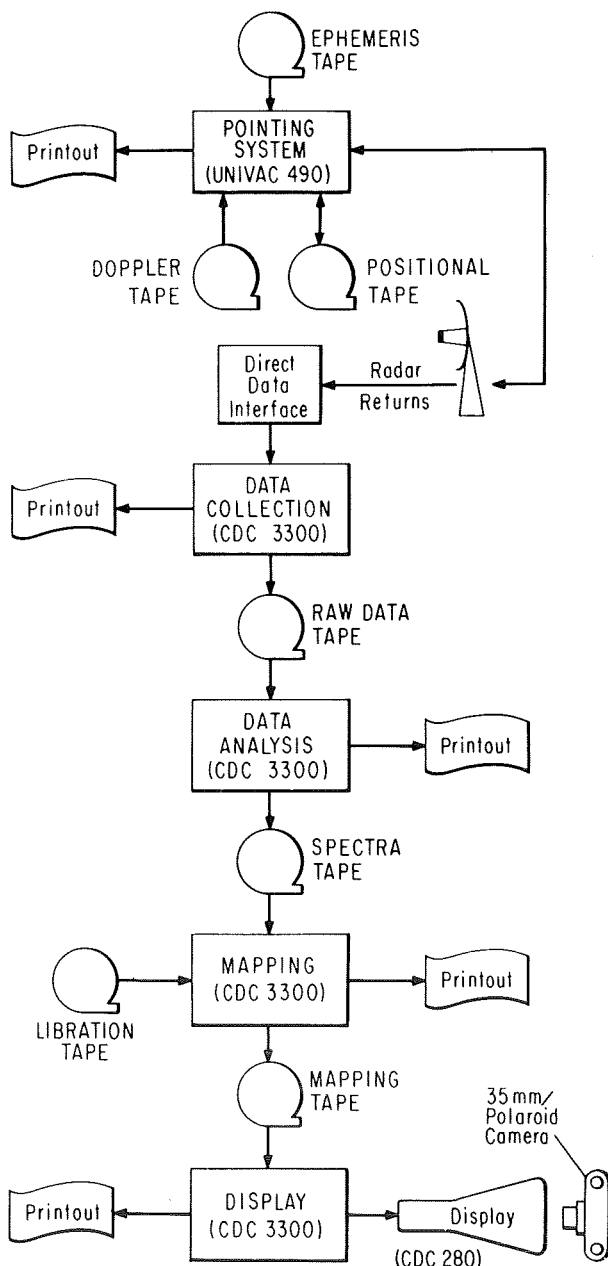 EPHEMERIS
TAPE
POINTING
SYSTEM
(UNIVAC 490)
Printout
DOPPLER
TAPE
POSITIONAL
TAPE
Direct
Data
Interface
Radar
Returns
DATA
COLLECTION
(CDC 3300)
Printout
RAW DATA
TAPE
DATA
ANALYSIS
(CDC 3300)
Printout
SPECTRA
TAPE
MAPPING
(CDC 3300)
Printout
LIBRATION
TAPE
MAPPING
TAPE
35mm/
Polaroid
Camera
DISPLAY
(CDC 3300)
Printout
Display
(CDC 280)